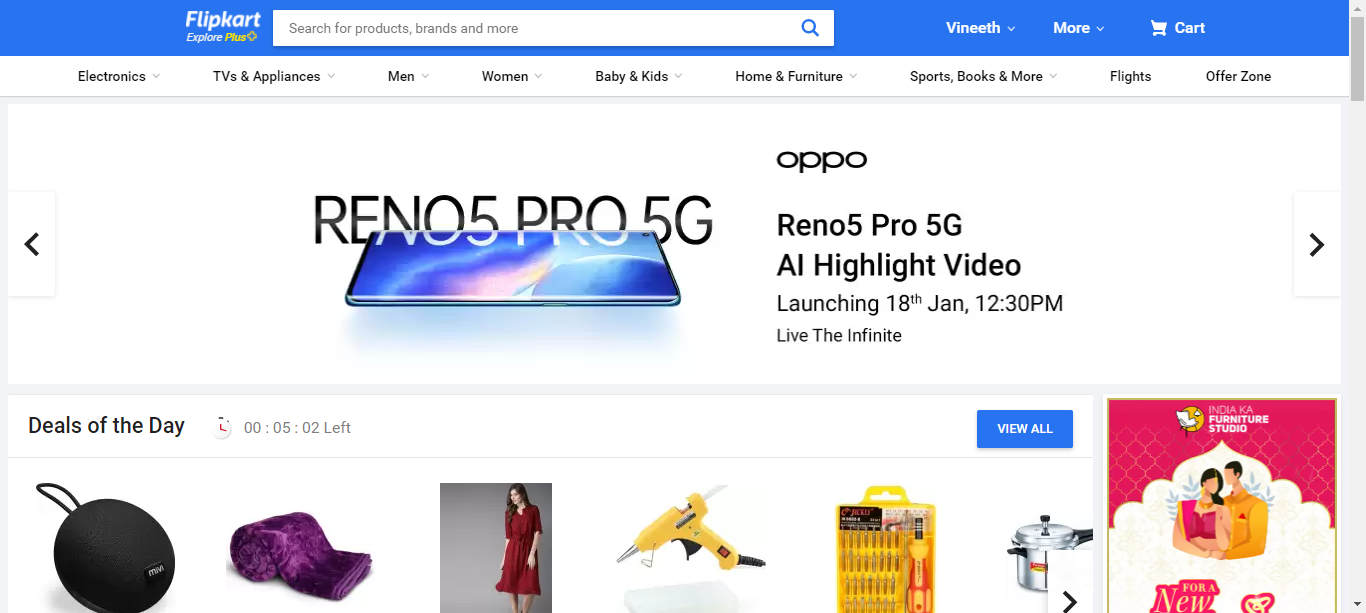 Flipkart
Explore Plus
Search for products, brands and more
Vineeth
More
Cart
Electronics
TVs & Appliances
Men
Women
Baby & Kids
Home & Furniture
Sports, Books & More
Flights
Offer Zone
RENO5 PRO 5G
oppo
Reno5 Pro 5G
AI Highlight Video
Launching 18th Jan, 12:30PM
Live The Infinite
Deals of the Day
00 : 05 : 02 Left
VIEW ALL
mivi
JACKLY
INDIA KA
FURNITURE
STUDIO
FOR A
New